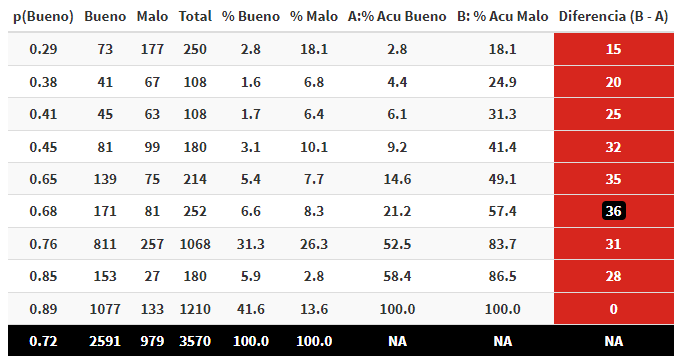 p(Bueno) Bueno Malo Total % Bueno % Malo A:% Acu Bueno B: % Acu Malo Diferencia (B - A)
0.29 73 177 250 2.8 18.1 2.8 18.1 15
0.38 41 67 108 1.6 6.8 4.4 24.9 20
0.41 45 63 108 1.7 6.4 6.1 31.3 25
0.45 81 99 180 3.1 10.1 9.2 41.4 32
0.65 139 75 214 5.4 7.7 14.6 49.1 35
0.68 171 81 252 6.6 8.3 21.2 57.4 36
0.76 811 257 1068 31.3 26.3 52.5 83.7 31
0.85 153 27 180 5.9 2.8 58.4 86.5 28
0.89 1077 133 1210 41.6 13.6 100.0 100.0 0
0.72 2591 979 3570 100.0 100.0 NA NA NA